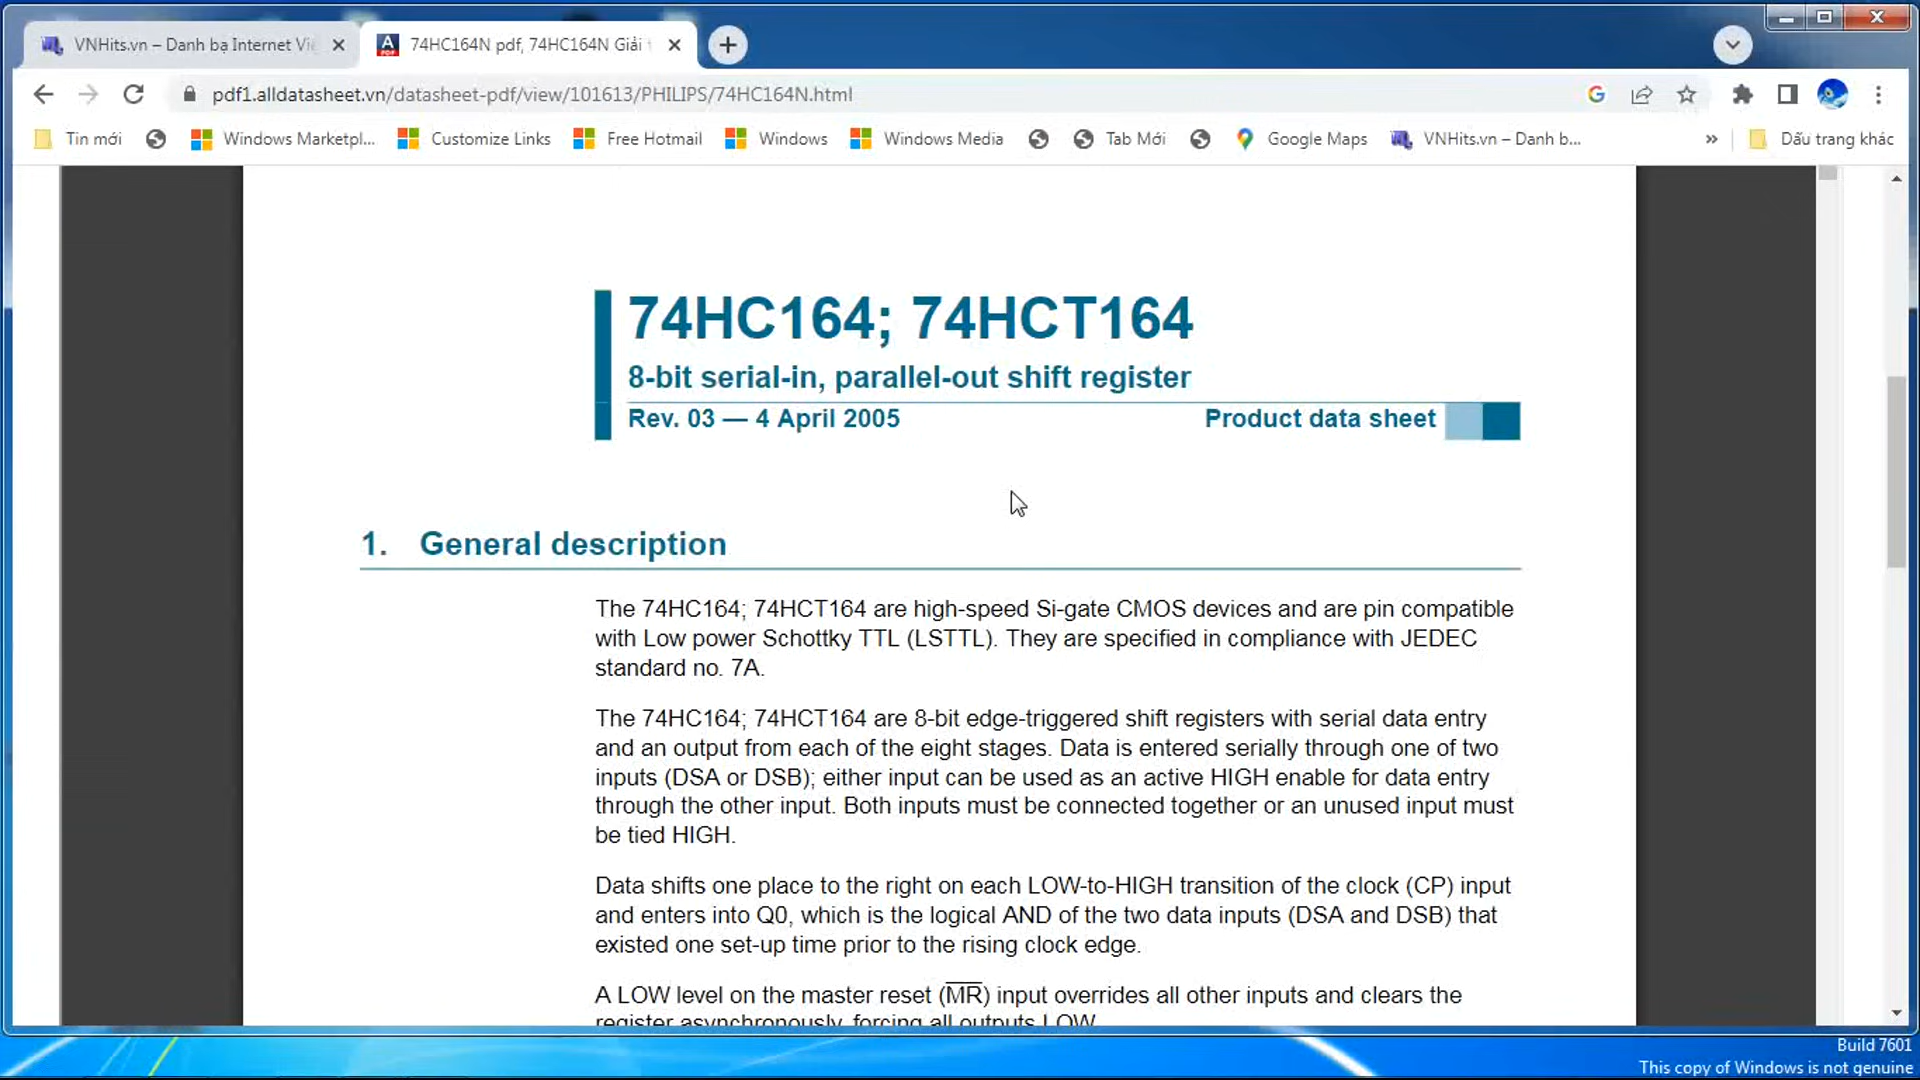 VNHits.vn – Danh bạ Internet Vi
74HC164N pdf, 74HC164N Giải
pdf1.alldatasheet.vn/datasheet-pdf/view/101613/PHILIPS/74HC164N.html
Tin mới
Windows Marketpl...
Customize Links
Free Hotmail
Windows
Windows Media
Tab Mới
Google Maps
VNHits.vn – Danh b...
Dấu trang khác
74HC164; 74HCT164
8-bit serial-in, parallel-out shift register
Rev. 03 — 4 April 2005 Product data sheet
1. General description
The 74HC164; 74HCT164 are high-speed Si-gate CMOS devices and are pin compatible
with Low power Schottky TTL (LSTTL). They are specified in compliance with JEDEC
standard no. 7A.
The 74HC164; 74HCT164 are 8-bit edge-triggered shift registers with serial data entry
and an output from each of the eight stages. Data is entered serially through one of two
inputs (DSA or DSB); either input can be used as an active HIGH enable for data entry
through the other input. Both inputs must be connected together or an unused input must
be tied HIGH.
Data shifts one place to the right on each LOW-to-HIGH transition of the clock (CP) input
and enters into Q0, which is the logical AND of the two data inputs (DSA and DSB) that
existed one set-up time prior to the rising clock edge.
A LOW level on the master reset (M̅R̅) input overrides all other inputs and clears the
register asynchronously, forcing all outputs LOW.
Build 7601
This copy of Windows is not genuine